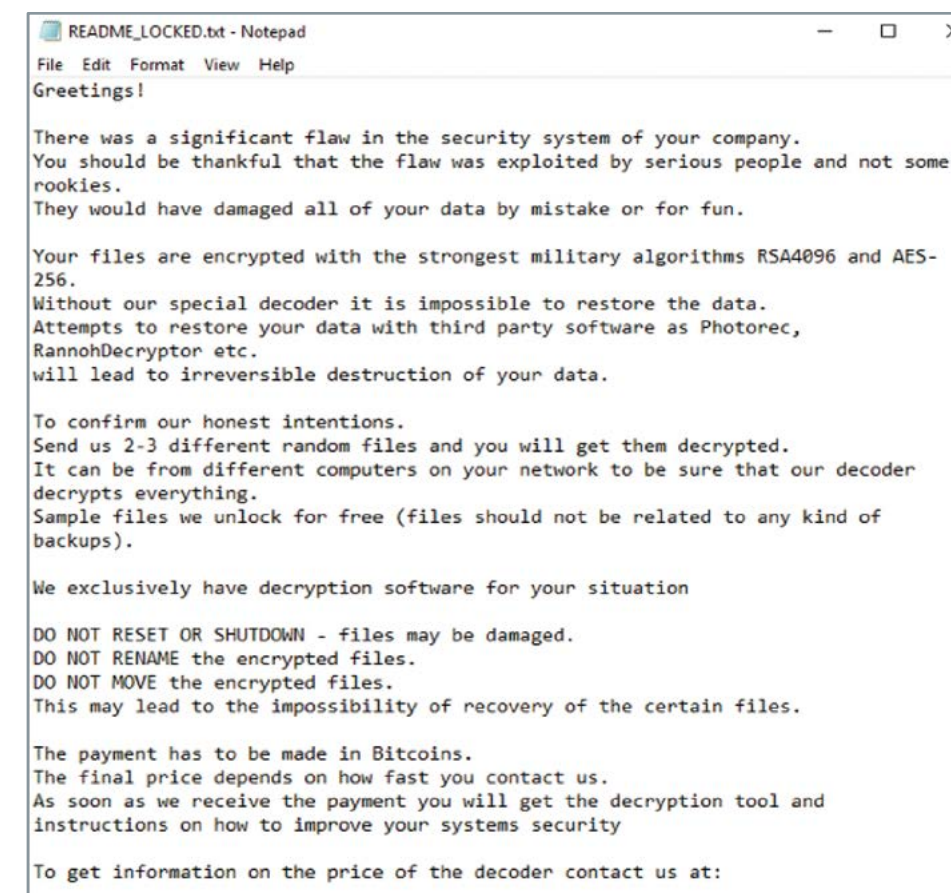 README_LOCKED.txt - Notepad
File Edit Format View Help
Greetings!
There was a significant flaw in the security system of your company.
You should be thankful that the flaw was exploited by serious people and not some
rookies.
They would have damaged all of your data by mistake or for fun.
Your files are encrypted with the strongest military algorithms RSA4096 and AES-
256.
Without our special decoder it is impossible to restore the data.
Attempts to restore your data with third party software as Photorec,
RannohDecryptor etc.
will lead to irreversible destruction of your data.
To confirm our honest intentions.
Send us 2-3 different random files and you will get them decrypted.
It can be from different computers on your network to be sure that our decoder
decrypts everything.
Sample files we unlock for free (files should not be related to any kind of
backups).
We exclusively have decryption software for your situation
DO NOT RESET OR SHUTDOWN - files may be damaged.
DO NOT RENAME the encrypted files.
DO NOT MOVE the encrypted files.
This may lead to the impossibility of recovery of the certain files.
The payment has to be made in Bitcoins.
The final price depends on how fast you contact us.
As soon as we receive the payment you will get the decryption tool and
instructions on how to improve your systems security
To get information on the price of the decoder contact us at: